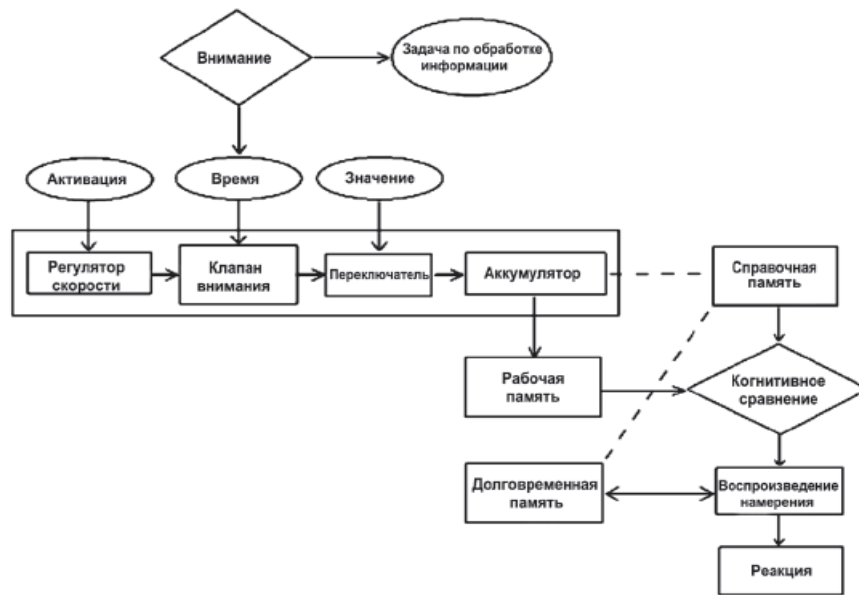 Внимание
Задача по обработке
информации
Активация
Время
Значение
Регулятор
скорости
Клапан
внимания
Переключатель
Аккумулятор
Справочная
память
Рабочая
память
Когнитивное
сравнение
Долговременная
память
Воспроизведение
намерения
Реакция